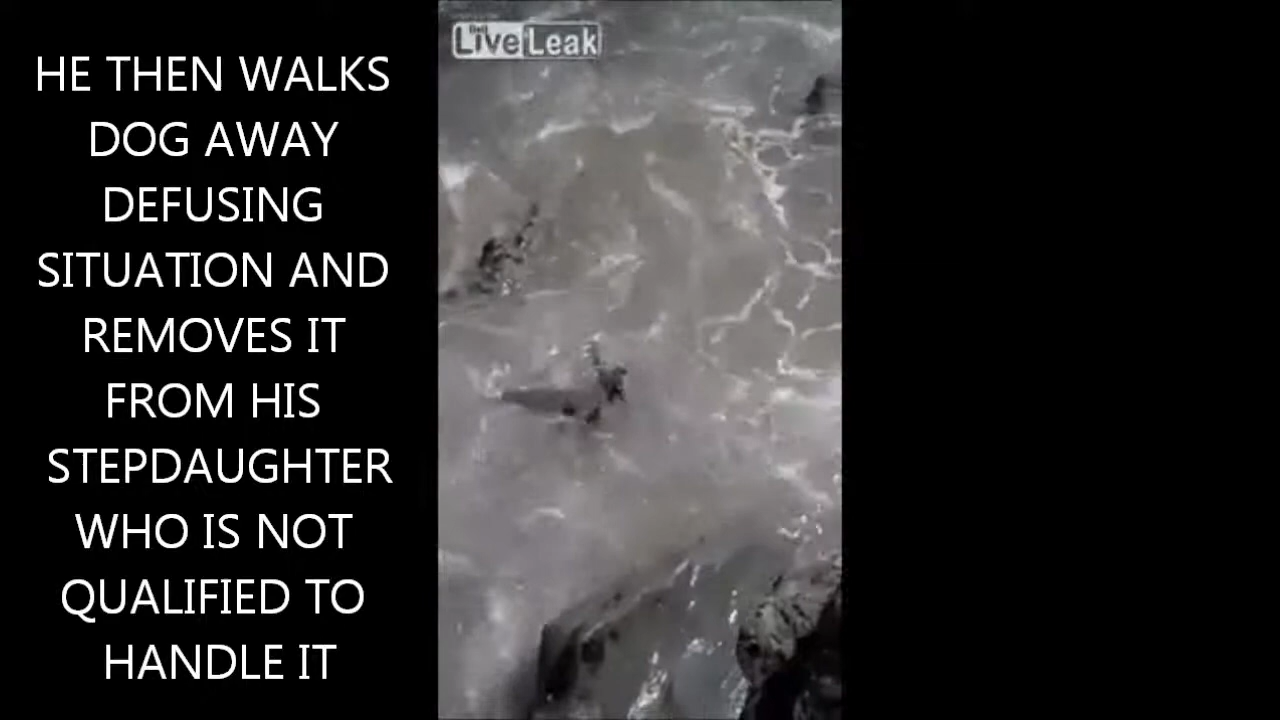 HE THEN WALKS
DOG AWAY
DEFUSING
SITUATION AND
REMOVES IT
FROM HIS
STEPDAUGHTER
WHO IS NOT
QUALIFIED TO
HANDLE IT
LiveLeak